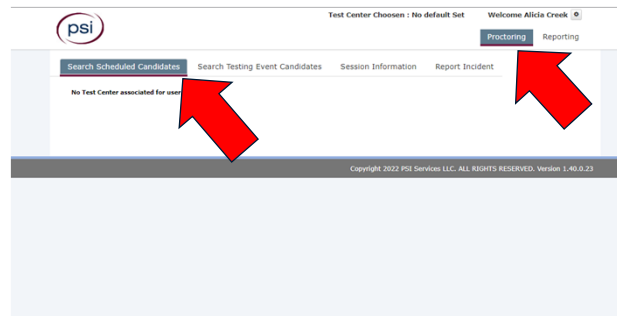 psi
Test Center Choosen : No default Set Welcome Alicia Creek
Proctoring Reporting
Search Scheduled Candidates Search Testing Event Candidates Session Information Report Incident
No Test Center associated for user
Copyright 2022 PSI Services LLC. ALL RIGHTS RESERVED. Version 1.40.0.23